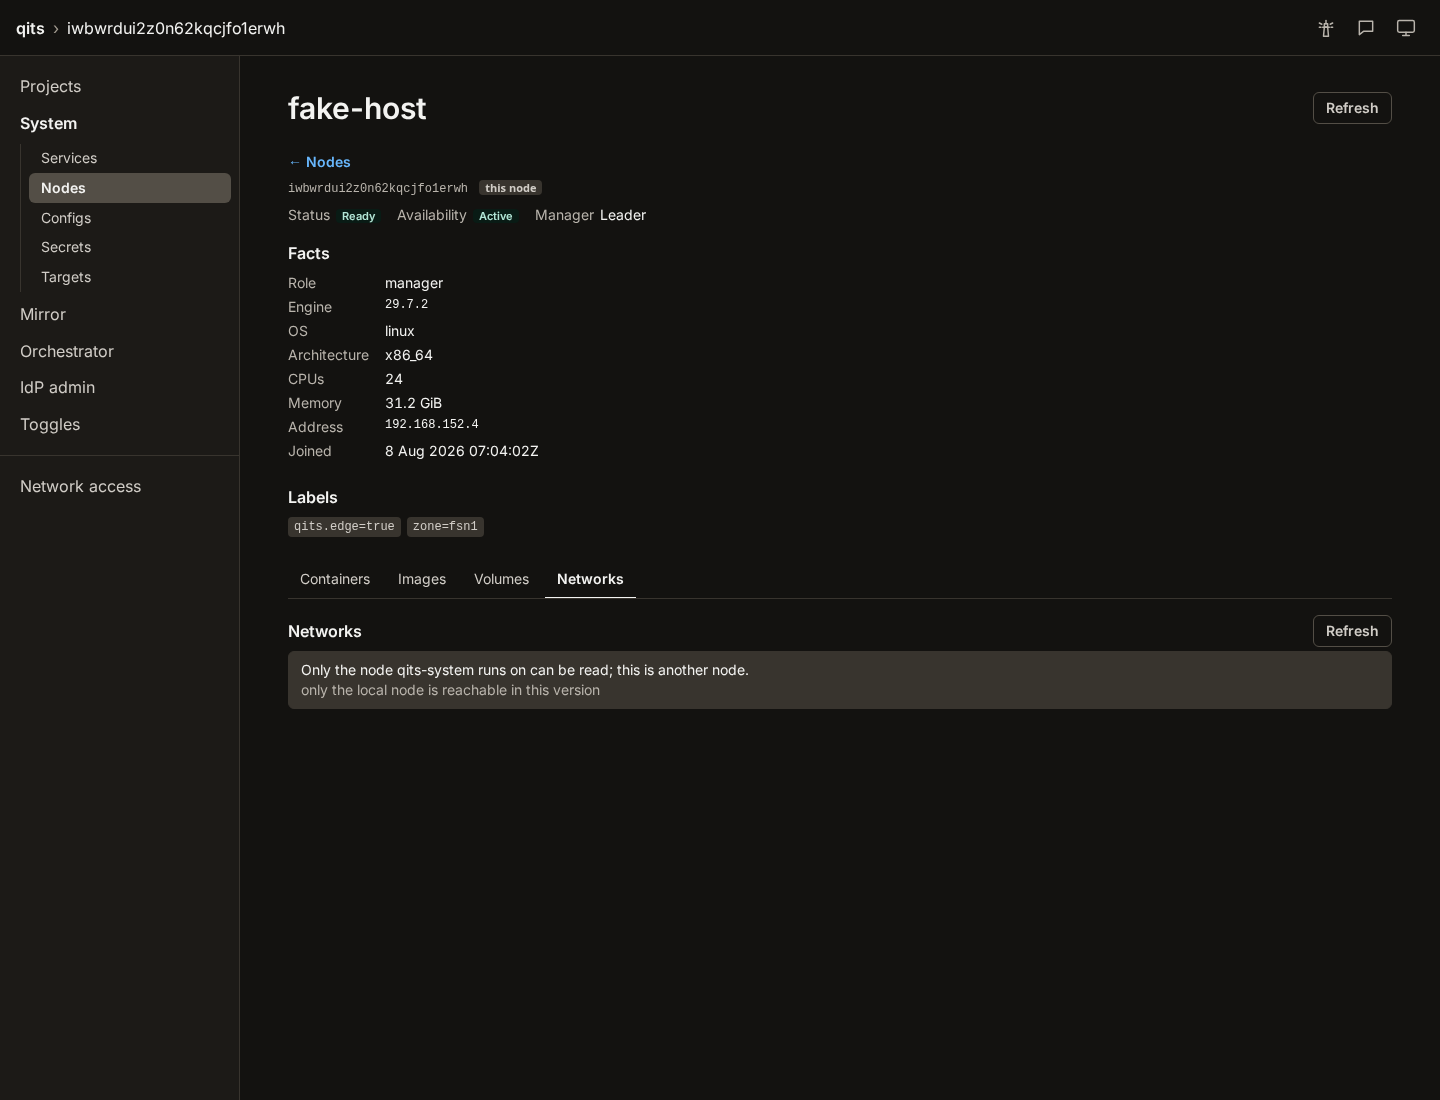 qits › iwbwrdui2z0n62kqcjfo1erwh
Projects
System
Services
Nodes
Configs
Secrets
Targets
Mirror
Orchestrator
IdP admin
Toggles
Network access
fake-host
Refresh
← Nodes
iwbwrdui2z0n62kqcjfo1erwh this node
Status Ready Availability Active Manager Leader
Facts
Role manager
Engine 29.7.2
OS linux
Architecture x86_64
CPUs 24
Memory 31.2 GiB
Address 192.168.152.4
Joined 8 Aug 2026 07:04:02Z
Labels
qits.edge=true zone=fsn1
Containers Images Volumes Networks
Networks
Refresh
Only the node qits-system runs on can be read; this is another node.
only the local node is reachable in this version